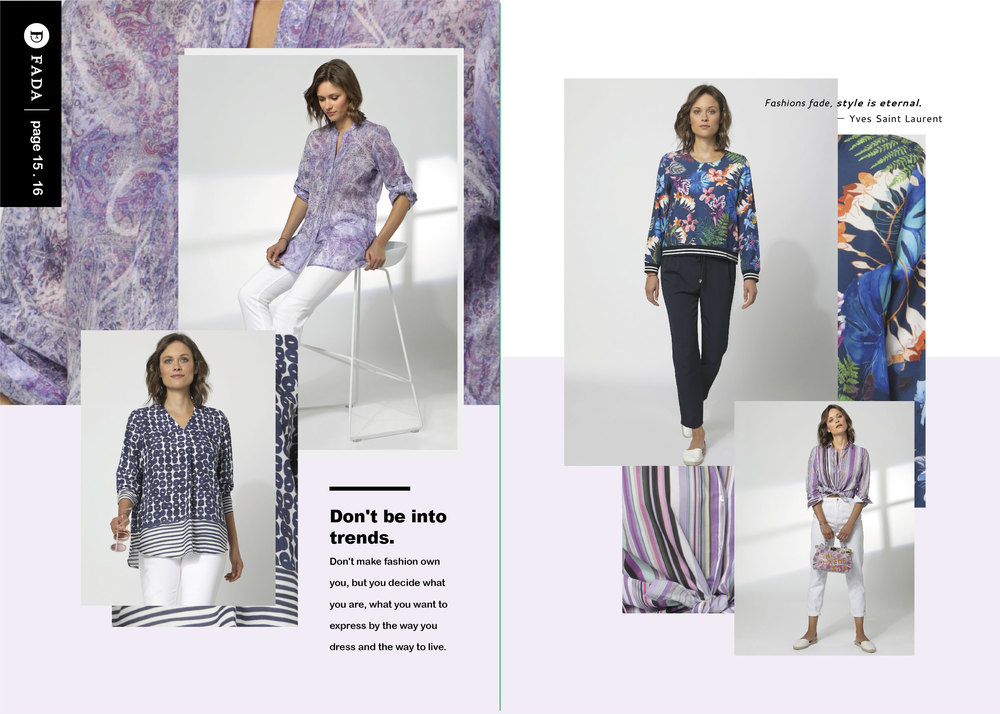 FADA | page 15 . 16
Don't be into
trends.
Don't make fashion own
you, but you decide what
you are, what you want to
express by the way you
dress and the way to live.
Fashions fade, style is eternal.
— Yves Saint Laurent